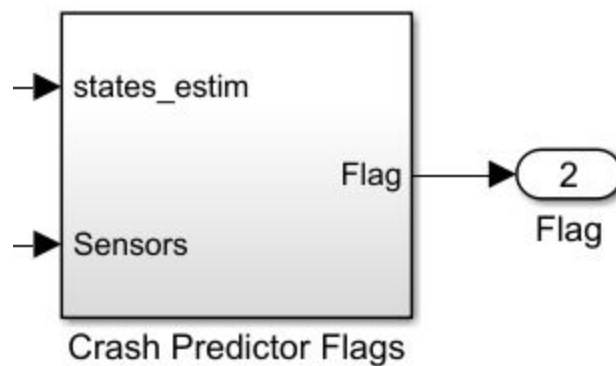 states_estim
Flag
2
Sensors
Flag
Crash Predictor Flags